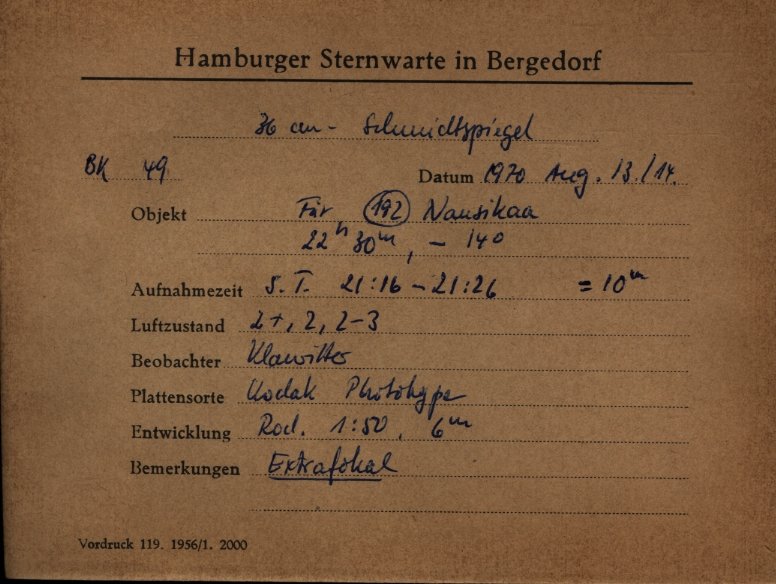 Hamburger Sternwarte in Bergedorf
36 cm - Schmidtspiegel
BK 49 Datum 1970 Aug. 13./14.
Objekt Für (192) Nausikaa
22h 30m, - 14°
Aufnahmezeit S.T. 21:16 - 21:26 = 10m
Luftzustand 2+, 2, 2-3
Beobachter Klawitter
Plattensorte Kodak Phototype
Entwicklung Rod. 1:50, 6m
Bemerkungen Extrafokal
Vordruck 119. 1956/1. 2000